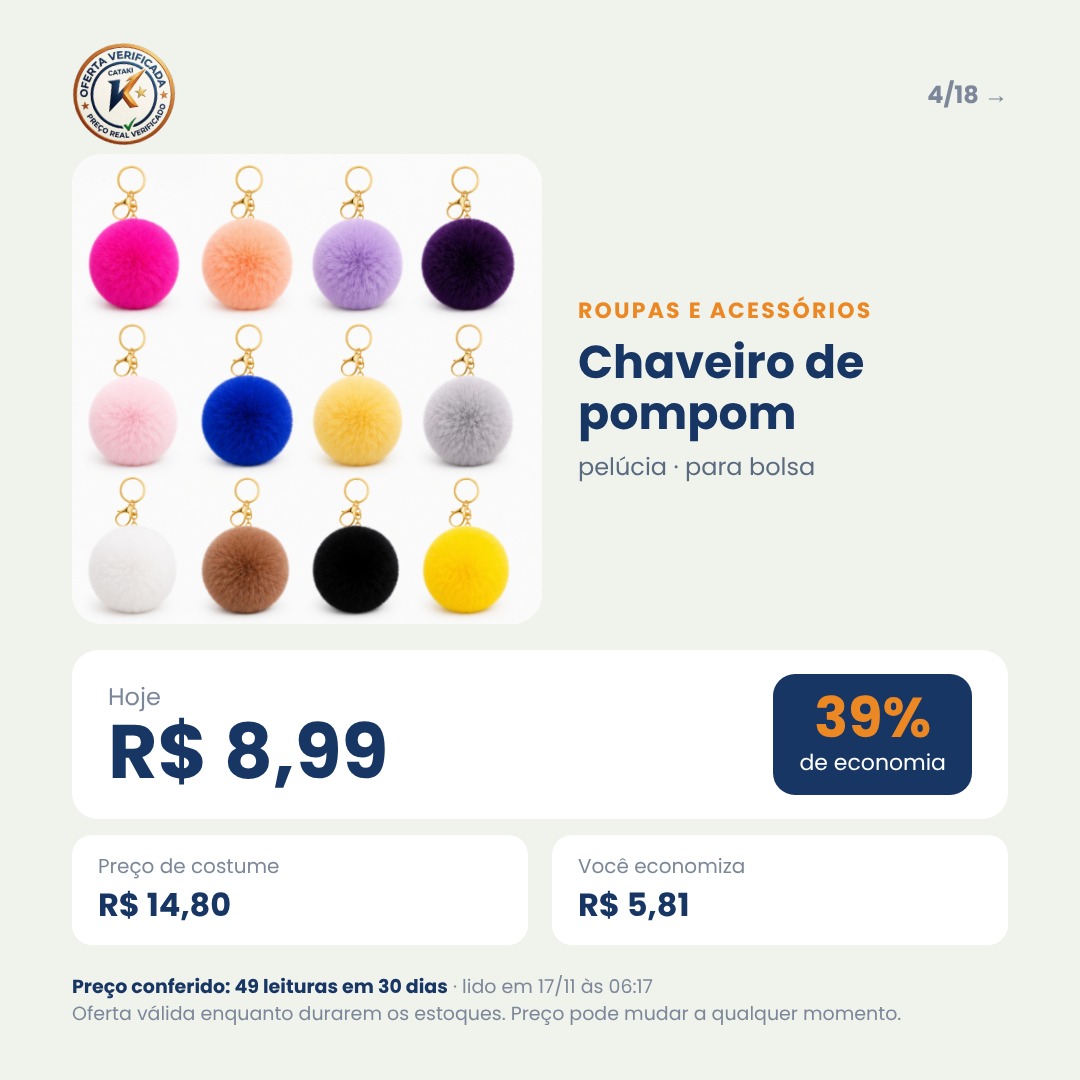 OFERTA VERIFICADA
CATAKI
K
PREÇO REAL VERIFICADO
4/18 →
ROUPAS E ACESSÓRIOS
Chaveiro de
pompom
pelúcia · para bolsa
Hoje
R$ 8,99
39%
de economia
Preço de costume
R$ 14,80
Você economiza
R$ 5,81
Preço conferido: 49 leituras em 30 dias · lido em 17/11 às 06:17
Oferta válida enquanto durarem os estoques. Preço pode mudar a qualquer momento.